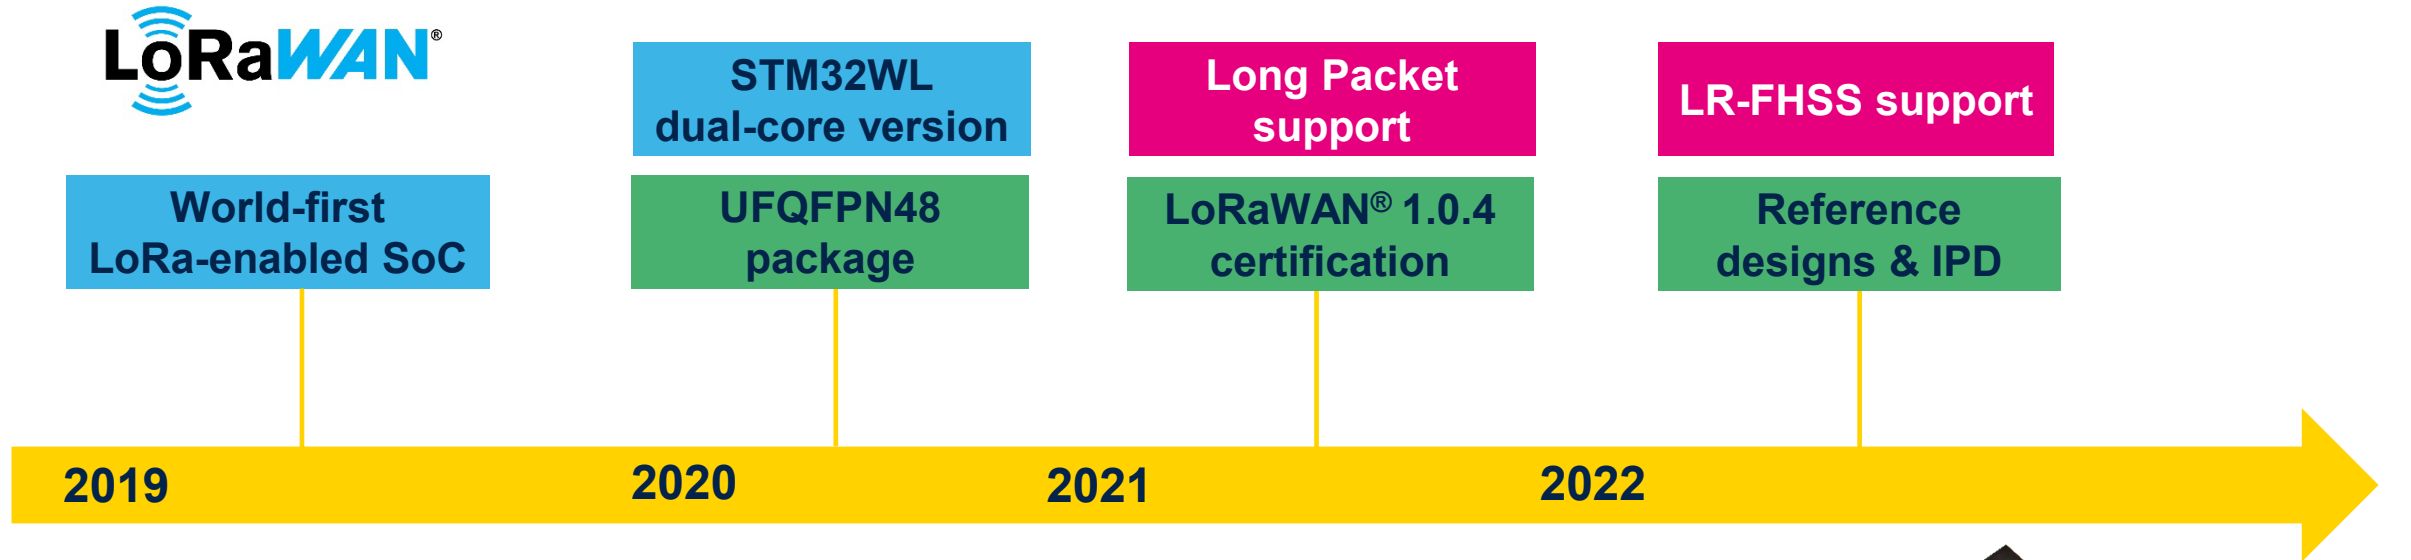 LoRaWAN®
World-first
LoRa-enabled SoC
STM32WL
dual-core version
UFQFPN48
package
Long Packet
support
LoRaWAN® 1.0.4
certification
LR-FHSS support
Reference
designs & IPD
2019
2020
2021
2022